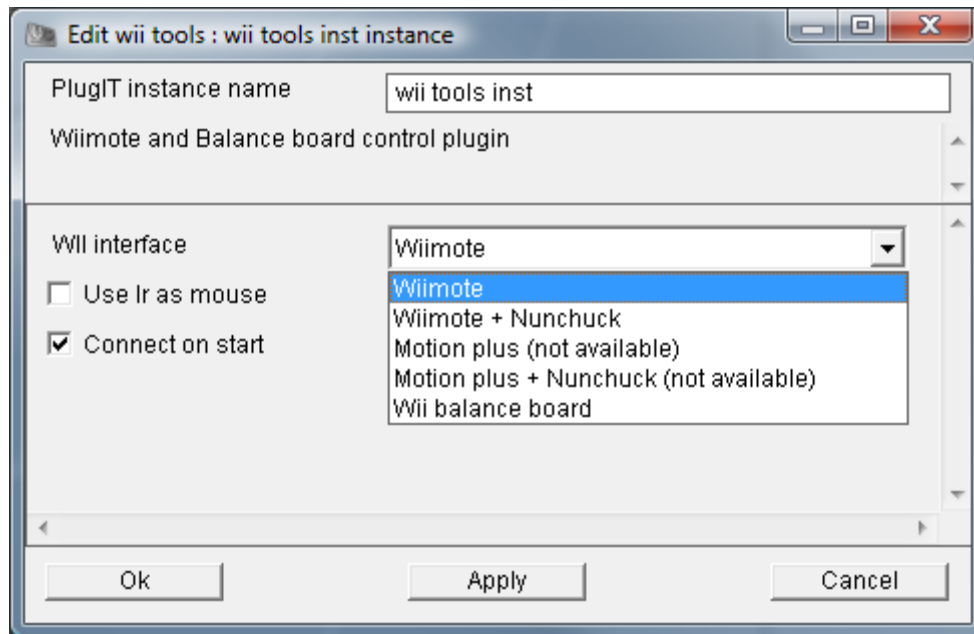 Edit wii tools : wii tools inst instance
PlugIT instance name
wii tools inst
Wiimote and Balance board control plugin
WII interface
Wiimote
Use Ir as mouse
Connect on start
Wiimote
Wiimote + Nunchuck
Motion plus (not available)
Motion plus + Nunchuck (not available)
Wii balance board
Ok
Apply
Cancel